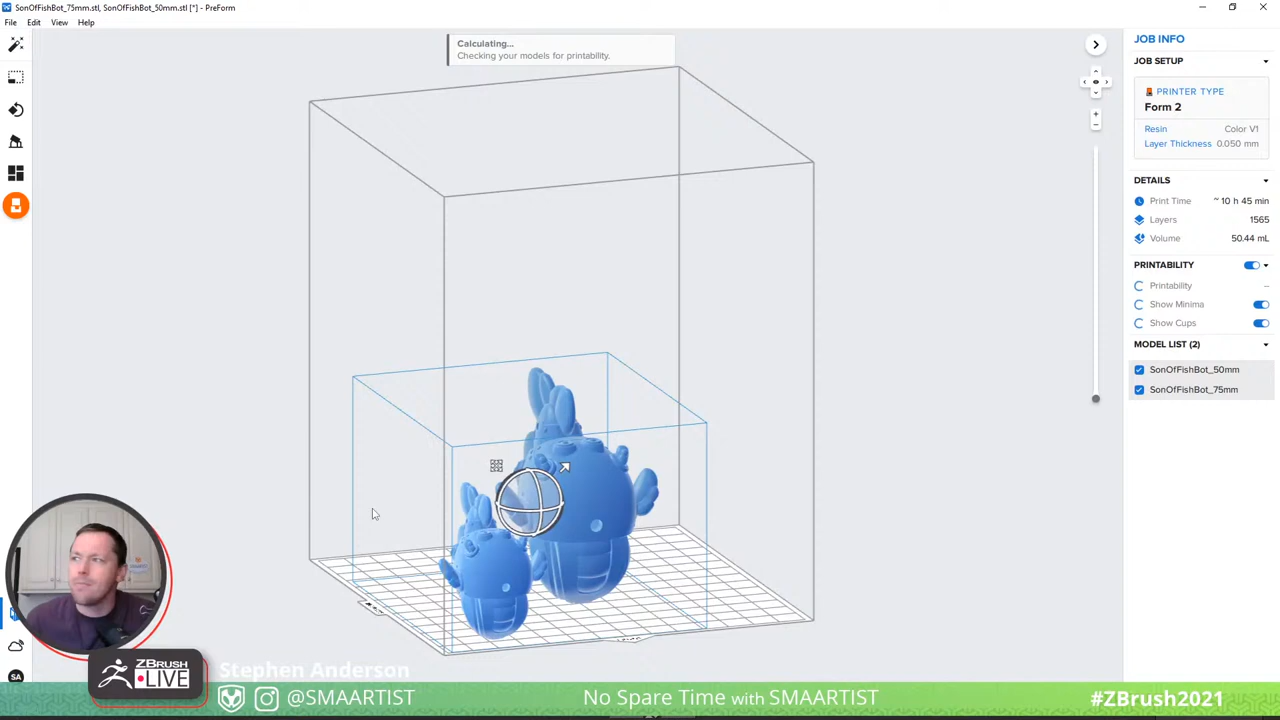 SonOfFishBot_75mm.stl, SonOfFishBot_50mm.stl [*] - PreForm
File Edit View Help
Calculating...
Checking your models for printability.
JOB INFO
JOB SETUP
PRINTER TYPE
Form 2
Resin Color V1
Layer Thickness 0.050 mm
DETAILS
Print Time ~ 10 h 45 min
Layers 1565
Volume 50.44 mL
PRINTABILITY
Printability --
Show Minima
Show Cups
MODEL LIST (2)
SonOfFishBot_50mm
SonOfFishBot_75mm
SA
ZBRUSH
LIVE
Stephen Anderson
@SMAARTIST
No Spare Time with SMAARTIST
#ZBrush2021